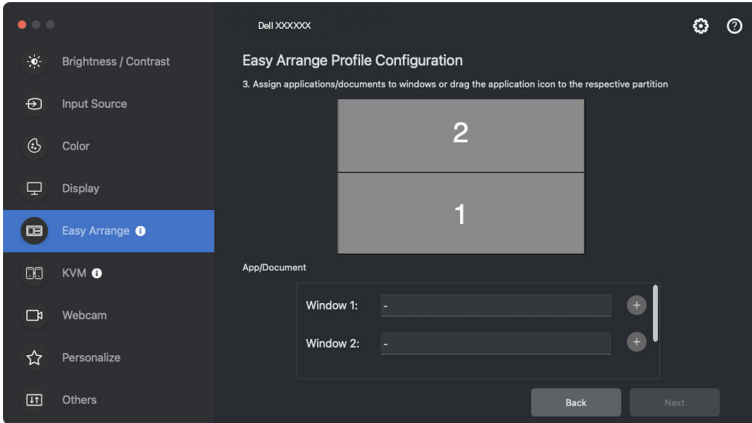 Dell XXXXXX
Brightness / Contrast
Input Source
Color
Display
Easy Arrange
KVM
Webcam
Personalize
Others
Easy Arrange Profile Configuration
3. Assign applications/documents to windows or drag the application icon to the respective partition
2
1
App/Document
Window 1: -
Window 2: -
Back
Next